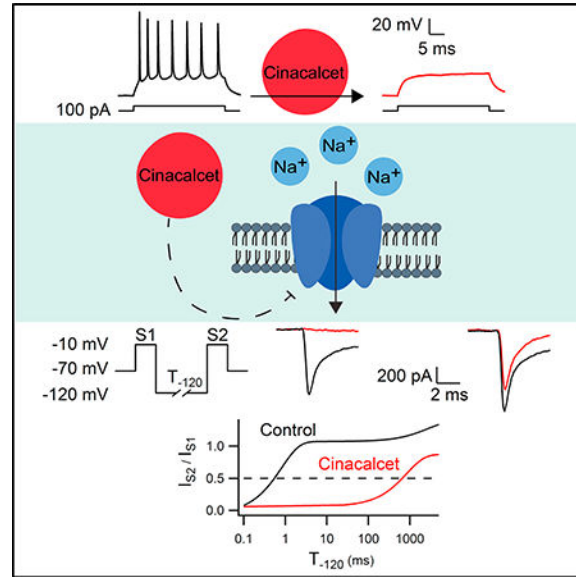 20 mV
5 ms
Cinacalcet
100 pA
Na+
Na+ Na+
Cinacalcet
S1 S2
-10 mV
-70 mV
T-120
-120 mV
200 pA
2 ms
Control
1.0
Cinacalcet
IS2 / IS1
0.5
0.0
0.1 1 10 100 1000
T-120 (ms)